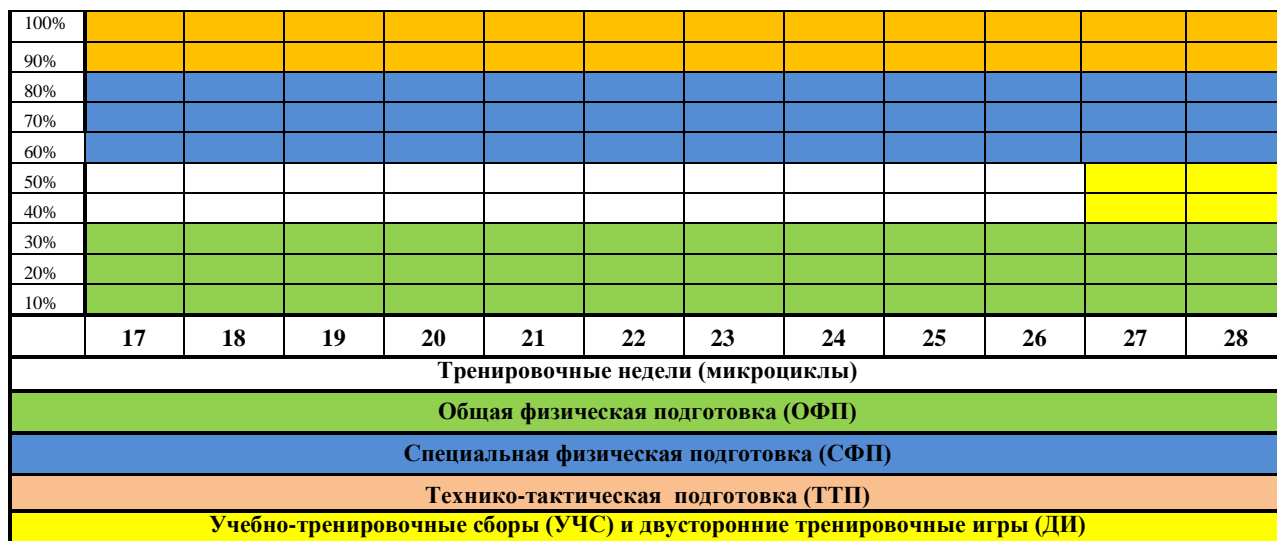 100%
90%
80%
70%
60%
50%
40%
30%
20%
10%
17 18 19 20 21 22 23 24 25 26 27 28
Тренировочные недели (микроциклы)
Общая физическая подготовка (ОФП)
Специальная физическая подготовка (СФП)
Технико-тактическая подготовка (ТТП)
Учебно-тренировочные сборы (УЧС) и двусторонние тренировочные игры (ДИ)